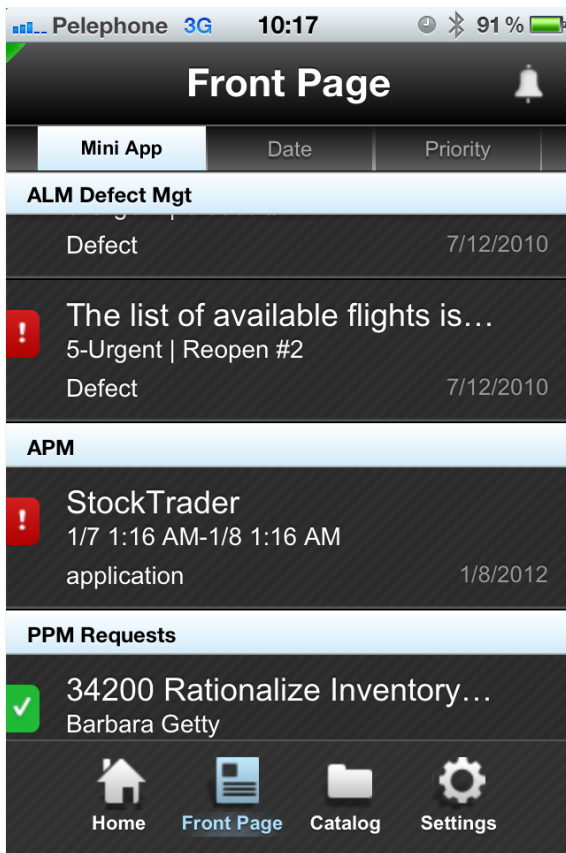 Pelephone 3G 10:17 91%
Front Page
Mini App Date Priority
ALM Defect Mgt
Defect 7/12/2010
The list of available flights is...
5-Urgent | Reopen #2
Defect 7/12/2010
APM
StockTrader
1/7 1:16 AM-1/8 1:16 AM
application 1/8/2012
PPM Requests
34200 Rationalize Inventory...
Barbara Getty
Home Front Page Catalog Settings